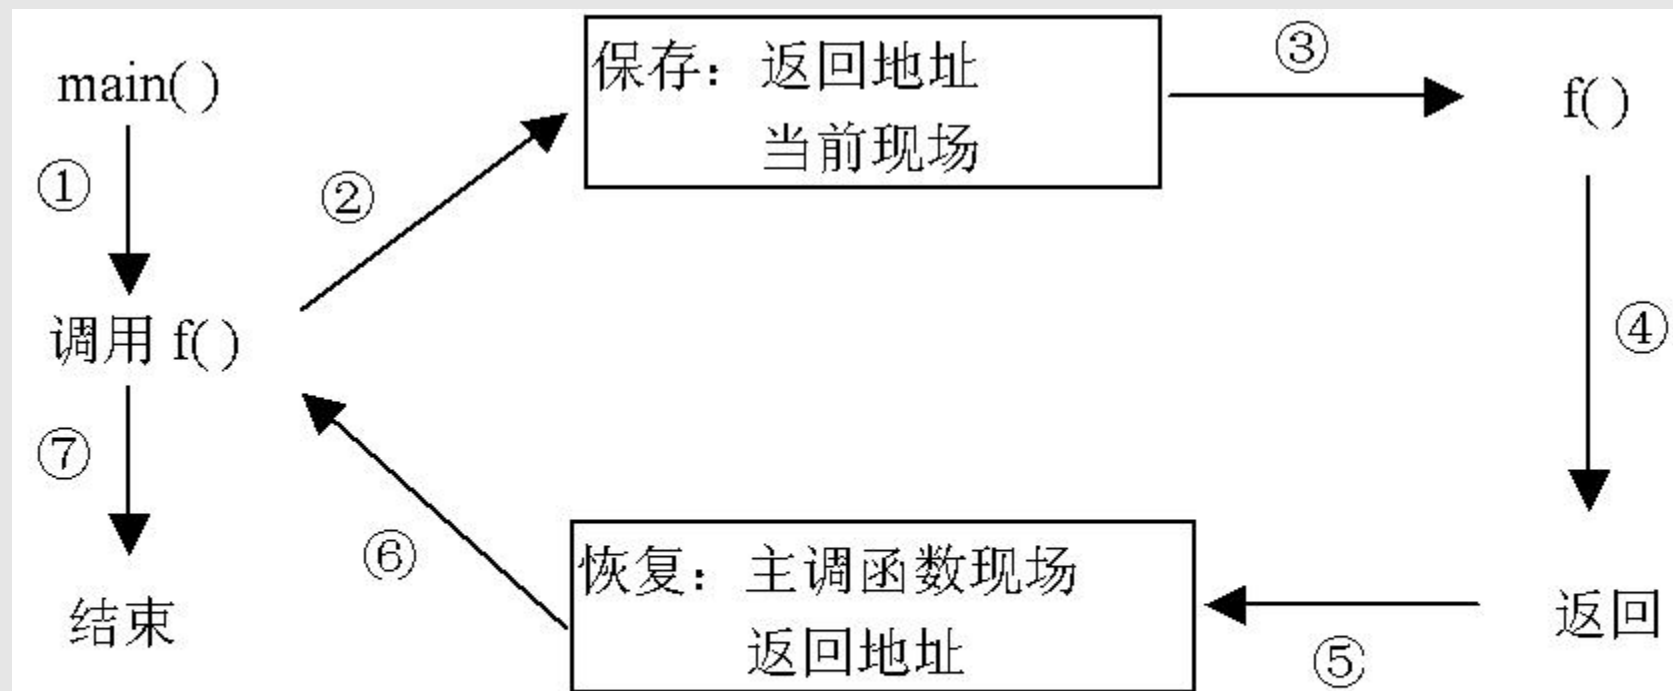 main( )
①
②
保存：返回地址
当前现场
③
f( )
调用 f( )
④
⑦
⑥
恢复：主调函数现场
返回地址
⑤
结束
返回